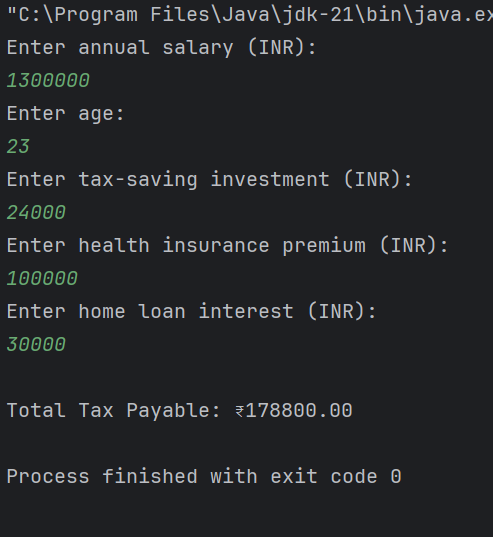 "C:\Program Files\Java\jdk-21\bin\java.ex
Enter annual salary (INR):
1300000
Enter age:
23
Enter tax-saving investment (INR):
24000
Enter health insurance premium (INR):
100000
Enter home loan interest (INR):
30000
Total Tax Payable: ₹178800.00
Process finished with exit code 0